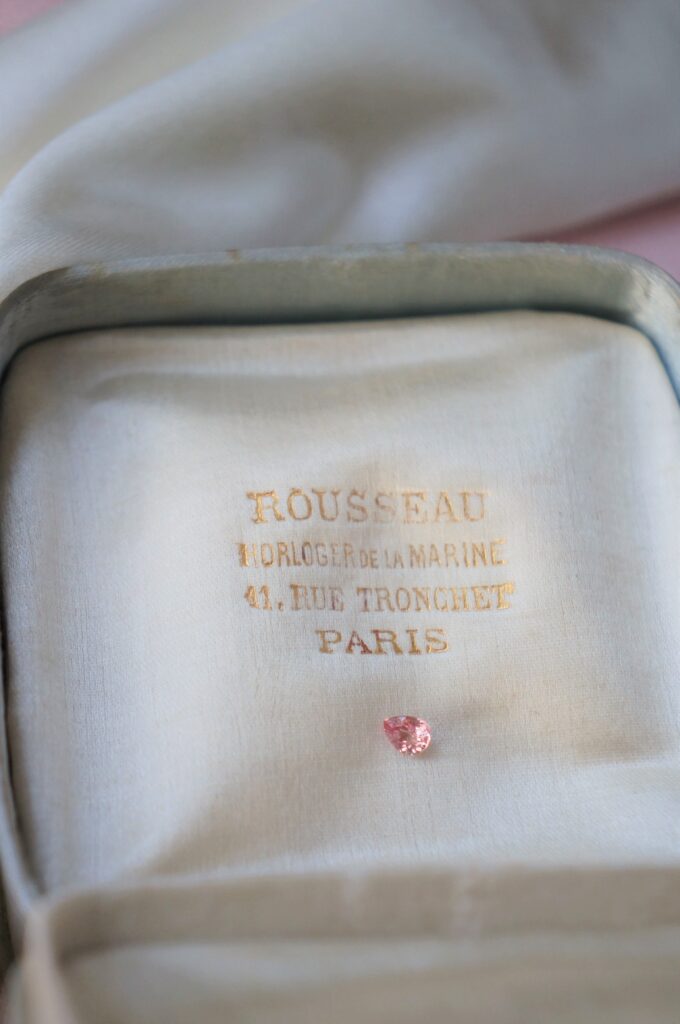 ROUSSEAU
HORLOGER DE LA MARINE
41, RUE TRONCHET
PARIS